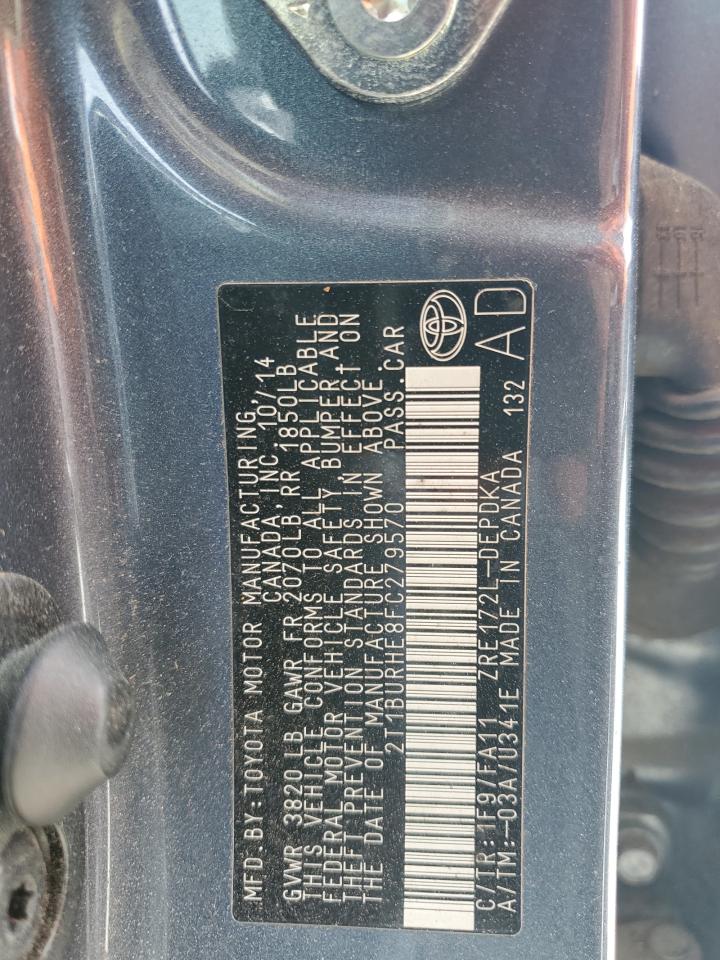 MFD.BY:TOYOTA MOTOR MANUFACTURING
CANADA,INC. 10/14
GVWR 3820LB GAWR FR 2070LB RR 1850LB
THIS VEHICLE CONFORMS TO ALL APPLICABLE
FEDERAL MOTOR VEHICLE SAFETY,BUMPER,AND
THEFT PREVENTION STANDARDS IN EFFECT ON
THE DATE OF MANUFACTURE SHOWN ABOVE.
2T1BURHE8FC279570 PASS.CAR
C/TR:1F9/FA11 ZRE172L-DEPDKA
A/TM:-03A/U341E MADE IN CANADA 132
AD